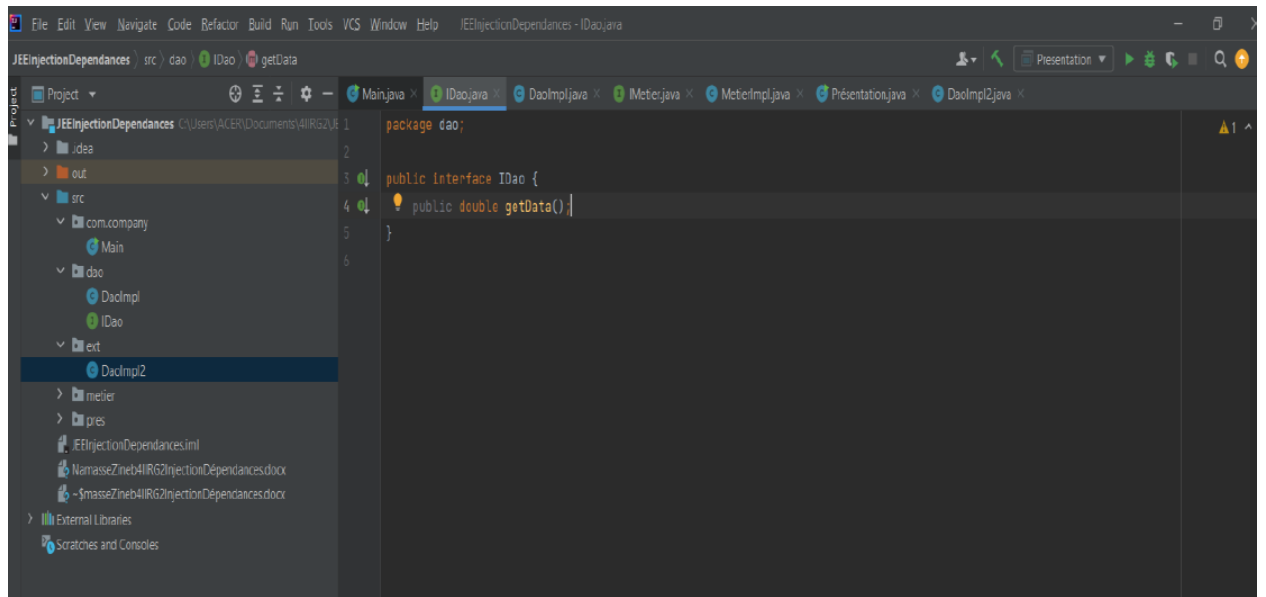 File Edit View Navigate Code Refactor Build Run Tools VCS Window Help JEEInjectionDependances - IDao.java
JEEInjectionDependances src dao IDao getData
Presentation
Project
Project
Main.java IDao.java DaoImpl.java IMetier.java MetierImpl.java Présentation.java DaoImpl2.java
JEEInjectionDependances C:\Users\ACER\Documents\4IIRG2\JE
.idea
out
src
com.company
Main
dao
DaoImpl
IDao
ext
DaoImpl2
metier
pres
JEEInjectionDependances.iml
NamasseZineb4IIRG2InjectionDépendances.docx
~$masseZineb4IIRG2InjectionDépendances.docx
External Libraries
Scratches and Consoles
1 package dao;
2
3 public interface IDao {
4 public double getData();
5 }
6
1